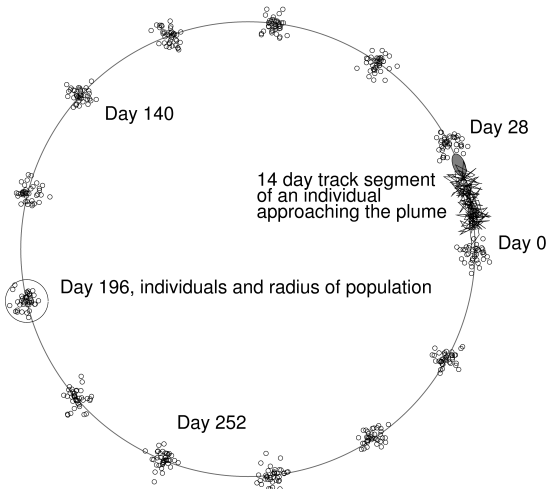 Day 140
Day 28
14 day track segment
of an individual
approaching the plume
Day 0
Day 196, individuals and radius of population
Day 252